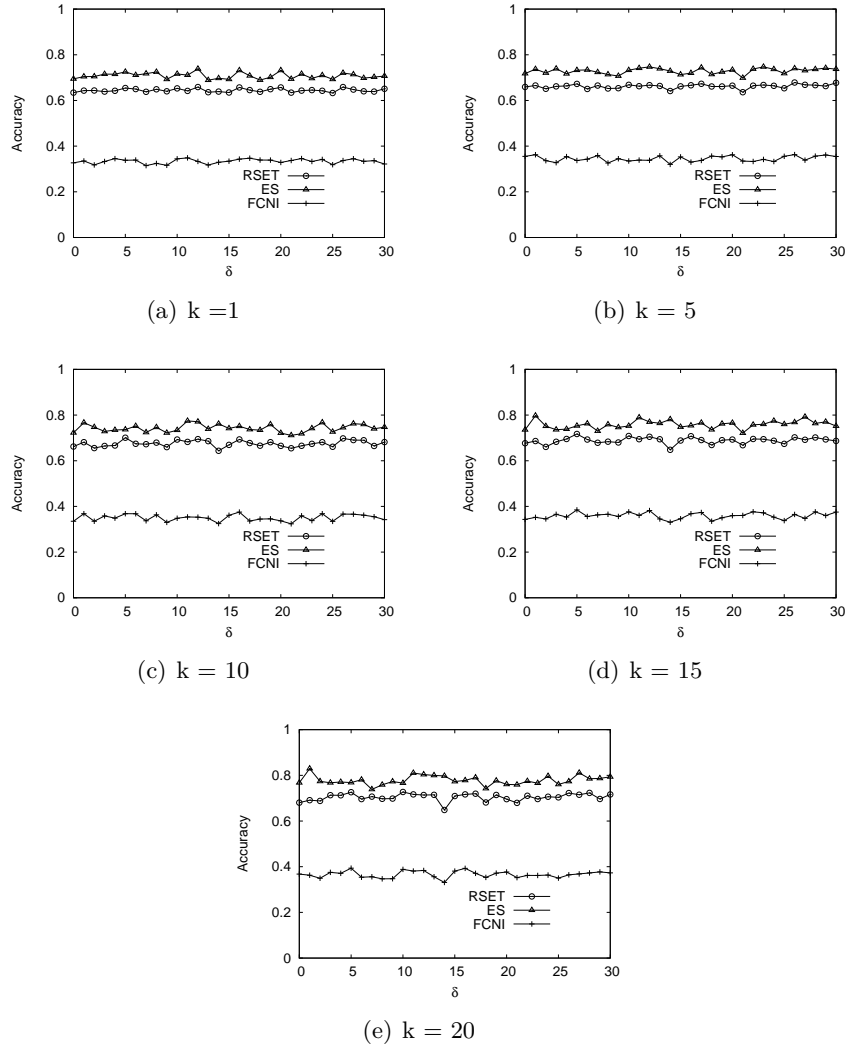 1
0.8
0.6
0.4
0.2
0
Accuracy
RSET
ES
FCNI
0 5 10 15 20 25 30
δ
(a) k =1
1
0.8
0.6
0.4
0.2
0
Accuracy
RSET
ES
FCNI
0 5 10 15 20 25 30
δ
(b) k = 5
1
0.8
0.6
0.4
0.2
0
Accuracy
RSET
ES
FCNI
0 5 10 15 20 25 30
δ
(c) k = 10
1
0.8
0.6
0.4
0.2
0
Accuracy
RSET
ES
FCNI
0 5 10 15 20 25 30
δ
(d) k = 15
1
0.8
0.6
0.4
0.2
0
Accuracy
RSET
ES
FCNI
0 5 10 15 20 25 30
δ
(e) k = 20